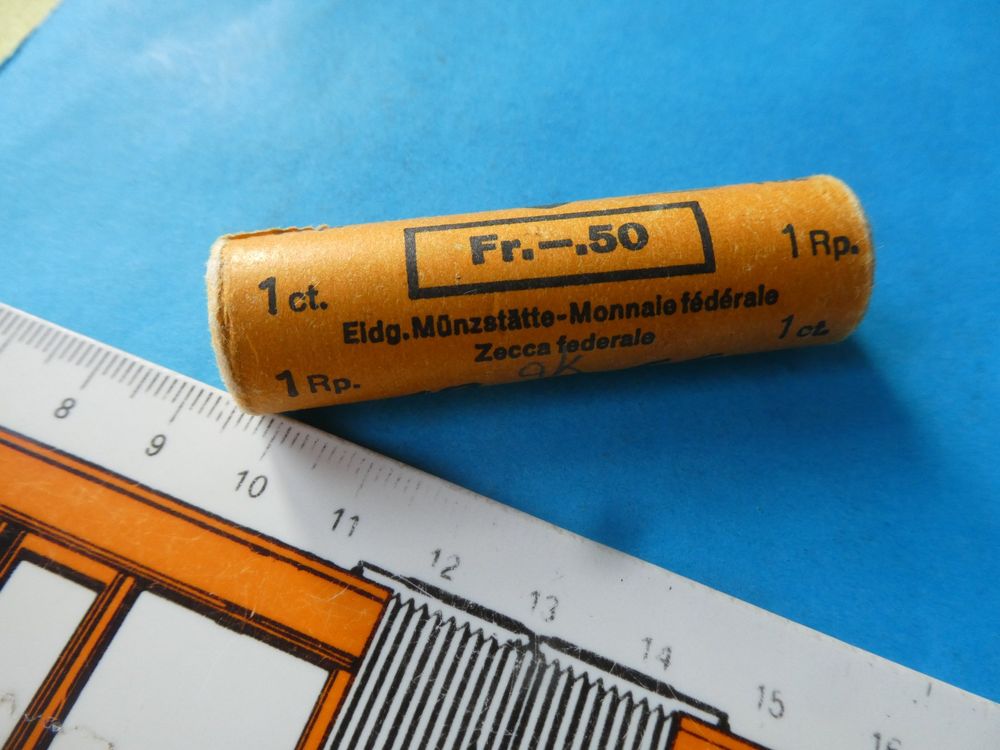 Fr.–.50
1 Rp.
1 ct.
Eidg.Münzstätte-Monnaie fédérale
Zecca federale
1 ct.
1 Rp.
8 9 10 11 12 13 14 15 16